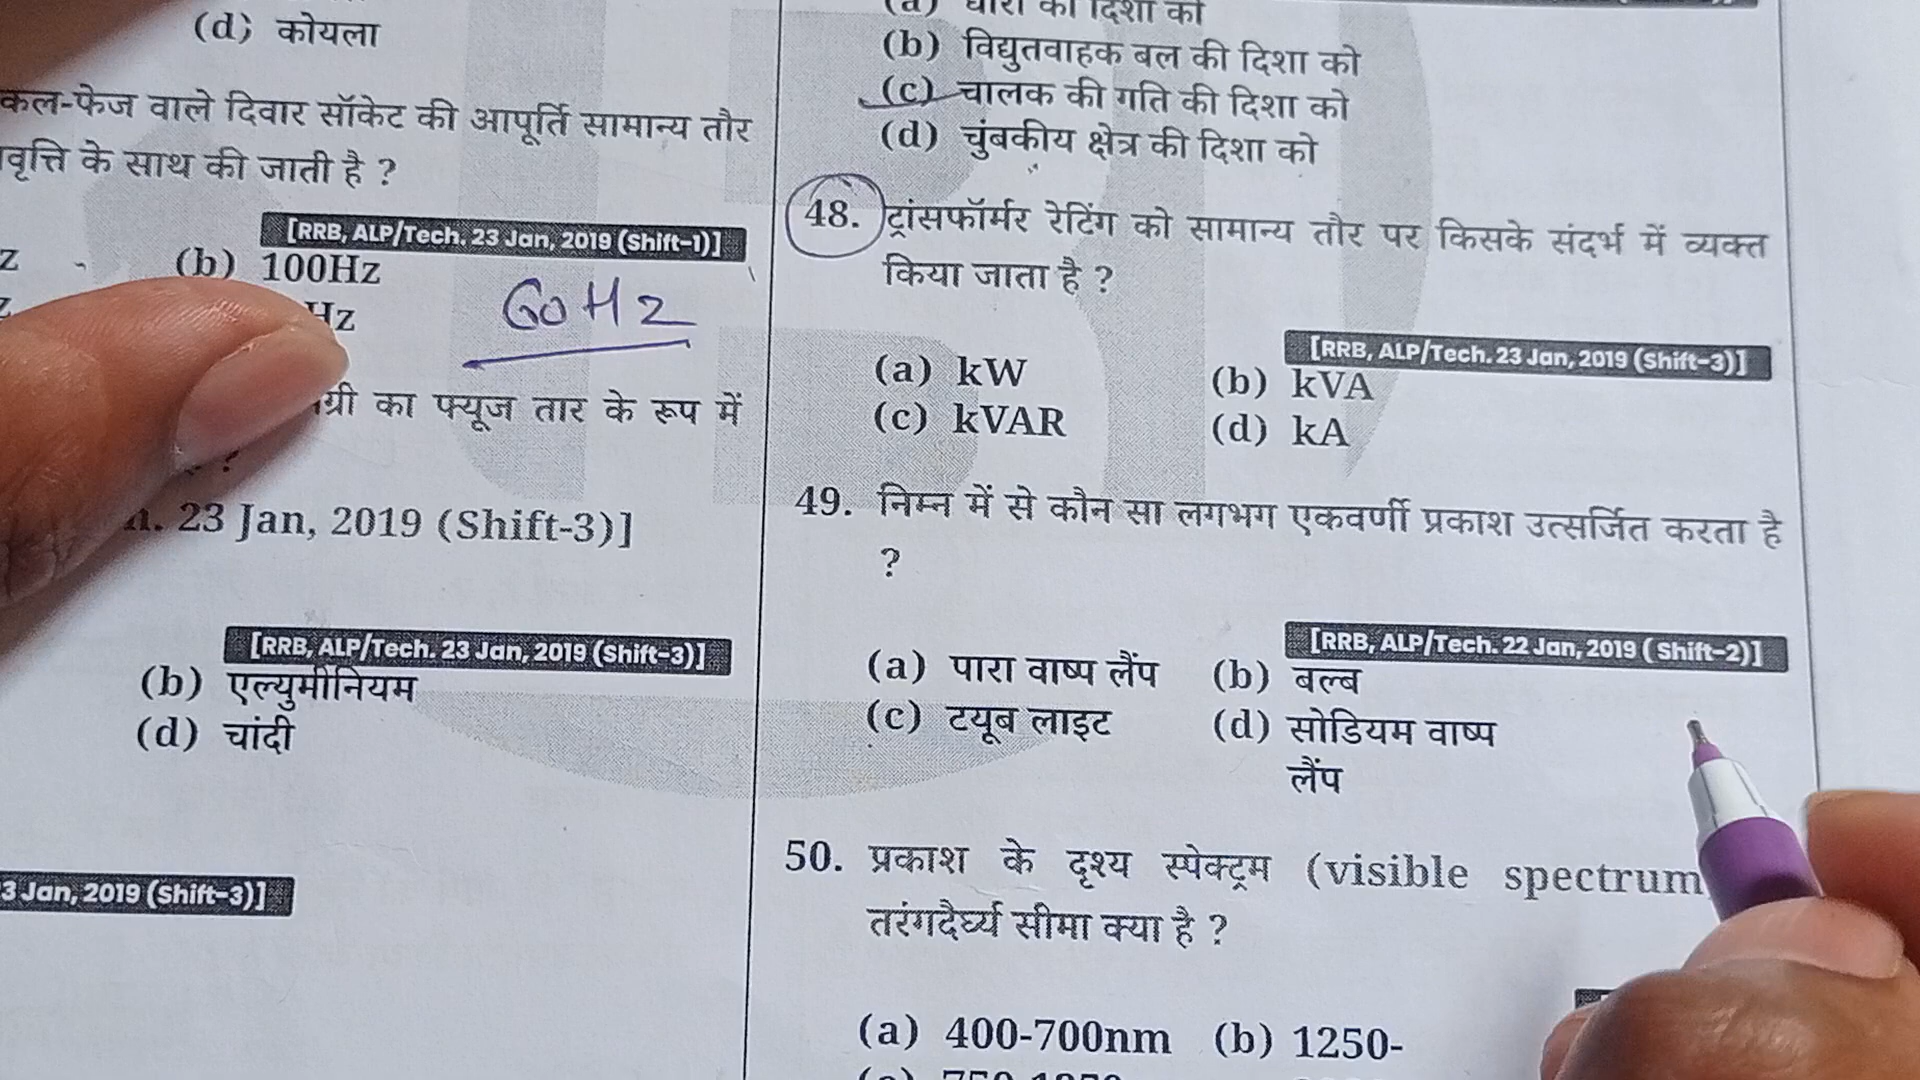 (d) कोयला
कल-फेज वाले दिवार सॉकेट की आपूर्ति सामान्य तौर
वृत्ति के साथ की जाती है ?
[RRB, ALP/Tech. 23 Jan, 2019 (Shift-1)]
(b) 100Hz
Hz
60 Hz
ग्री का फ्यूज तार के रूप में
?
23 Jan, 2019 (Shift-3)]
[RRB, ALP/Tech. 23 Jan, 2019 (Shift-3)]
(b) एल्युमीनियम
(d) चांदी
3 Jan, 2019 (Shift-3)]
(a) धारा की दिशा को
(b) विद्युतवाहक बल की दिशा को
(c) चालक की गति की दिशा को
(d) चुंबकीय क्षेत्र की दिशा को
48. ट्रांसफॉर्मर रेटिंग को सामान्य तौर पर किसके संदर्भ में व्यक्त
किया जाता है ?
[RRB, ALP/Tech. 23 Jan, 2019 (Shift-3)]
(a) kW (b) kVA
(c) kVAR (d) kA
49. निम्न में से कौन सा लगभग एकवर्णी प्रकाश उत्सर्जित करता है
?
[RRB, ALP/Tech. 22 Jan, 2019 ( Shift-2)]
(a) पारा वाष्प लैंप (b) बल्ब
(c) टयूब लाइट (d) सोडियम वाष्प
लैंप
50. प्रकाश के दृश्य स्पेक्ट्रम (visible spectrum
तरंगदैर्घ्य सीमा क्या है ?
(a) 400-700nm (b) 1250-